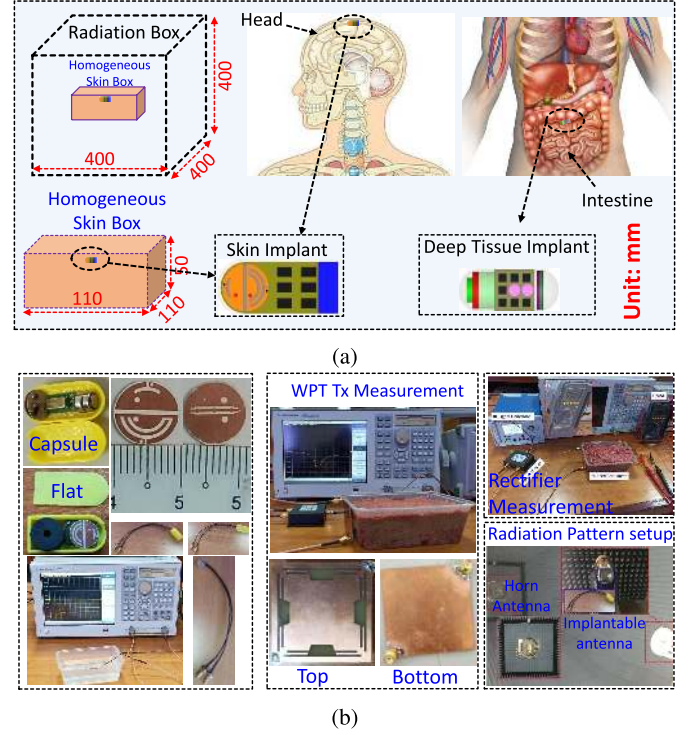 Radiation Box
Homogeneous
Skin Box
400
400
400
Head
Intestine
Homogeneous
Skin Box
50
110
110
Skin Implant
Deep Tissue Implant
Unit: mm
(a)
Capsule
Flat
4
5
5
WPT Tx Measurement
Top
Bottom
Rectifier
Measurement
Radiation Pattern setup
Horn
Antenna
Implantable
antenna
(b)